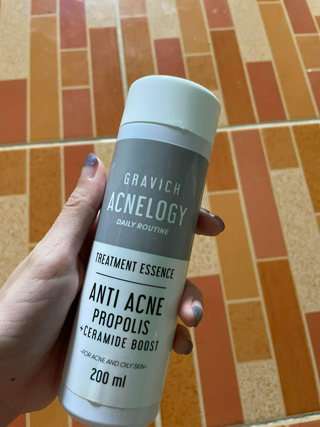 GRAVICH
ACNELOGY
DAILY ROUTINE
TREATMENT ESSENCE
ANTI ACNE
PROPOLIS
+CERAMIDE BOOST
-FOR ACNE AND OILY SKIN-
200 ml